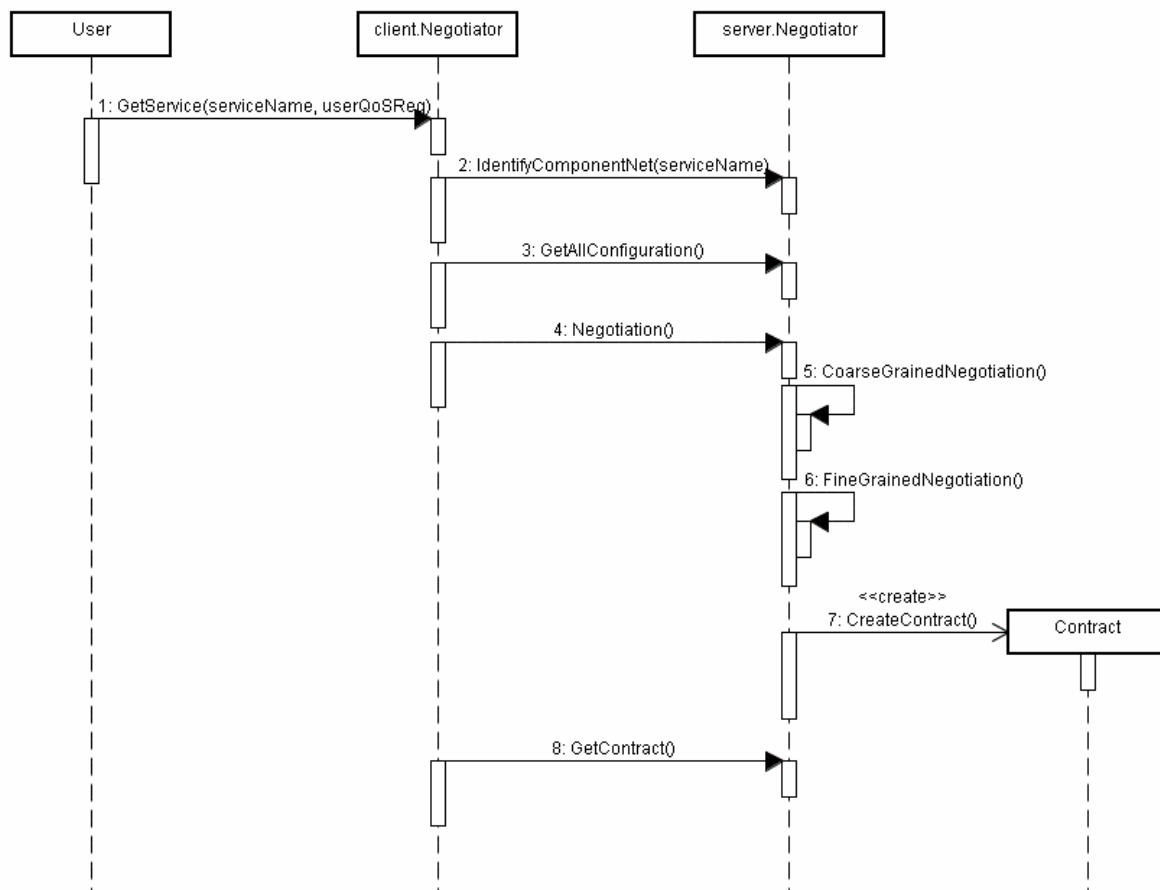 User
client.Negotiator
server.Negotiator
1: GetService(serviceName, userQoSReq)
2: IdentifyComponentNet(serviceName)
3: GetAllConfiguration()
4: Negotiation()
5: CoarseGrainedNegotiation()
6: FineGrainedNegotiation()
<<create>>
7: CreateContract()
Contract
8: GetContract()